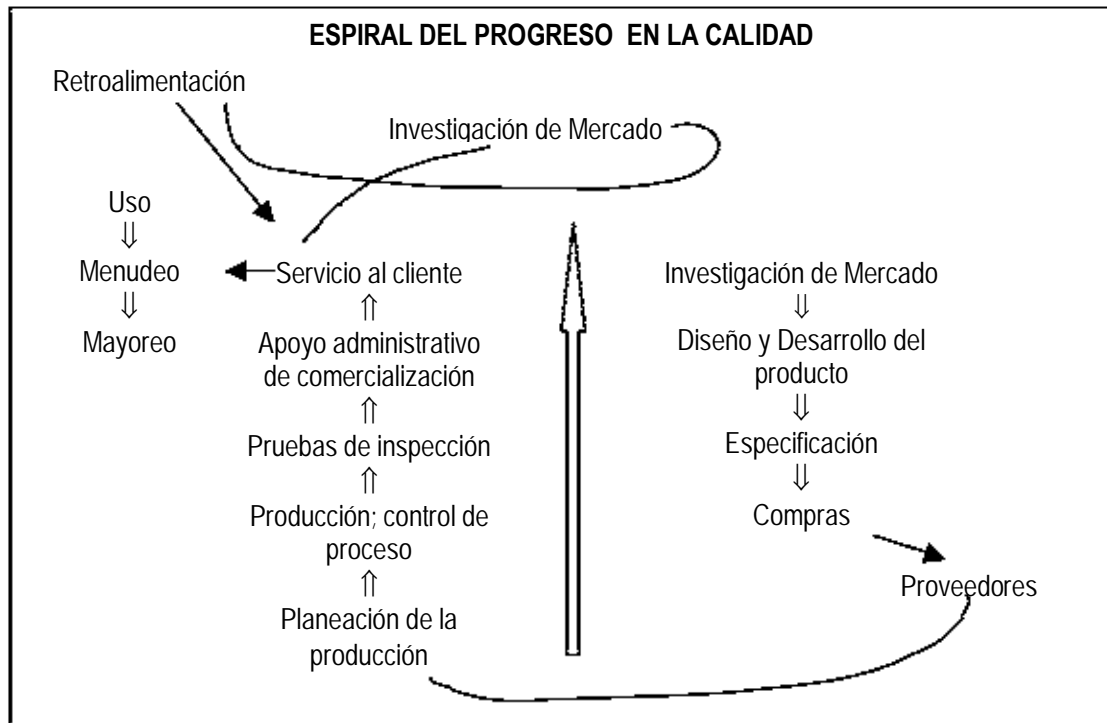 ESPIRAL DEL PROGRESO EN LA CALIDAD
Retroalimentación
Investigación de Mercado
Uso
⇓
Menudeo
⇓
Mayoreo
Servicio al cliente
⇑
Apoyo administrativo
de comercialización
⇑
Pruebas de inspección
⇑
Producción; control de
proceso
⇑
Planeación de la
producción
Investigación de Mercado
⇓
Diseño y Desarrollo del
producto
⇓
Especificación
⇓
Compras
Proveedores